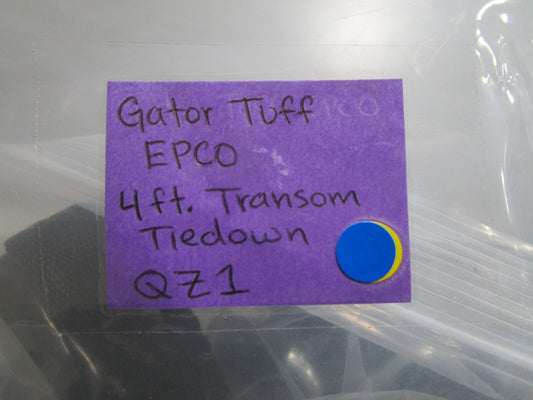 Gator Tuff
EPCO
4ft. Transom
Tiedown
QZ1